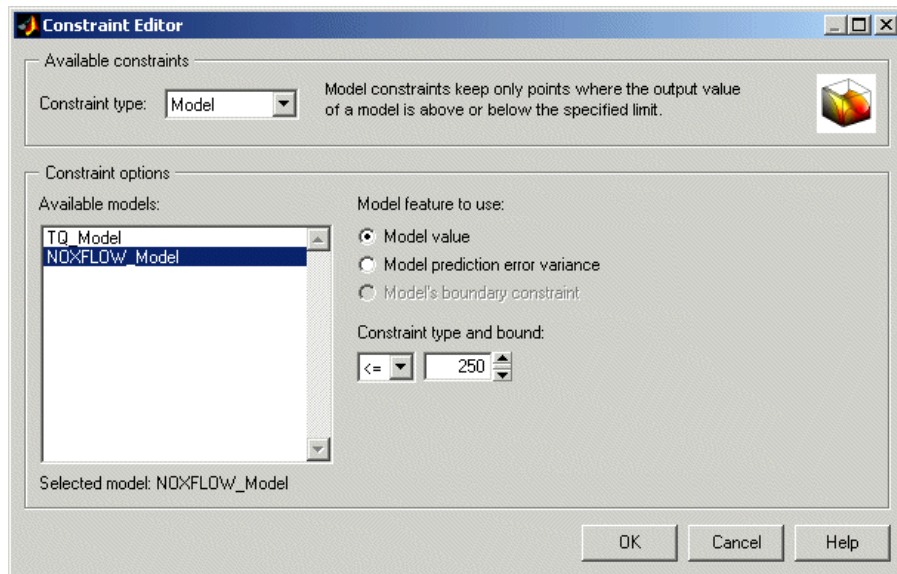 Constraint Editor
Available constraints
Constraint type:
Model
Model constraints keep only points where the output value
of a model is above or below the specified limit.
Constraint options
Available models:
TQ_Model
NOXFLOW_Model
Selected model: NOXFLOW_Model
Model feature to use:
Model value
Model prediction error variance
Model's boundary constraint
Constraint type and bound:
<= 250
OK Cancel Help